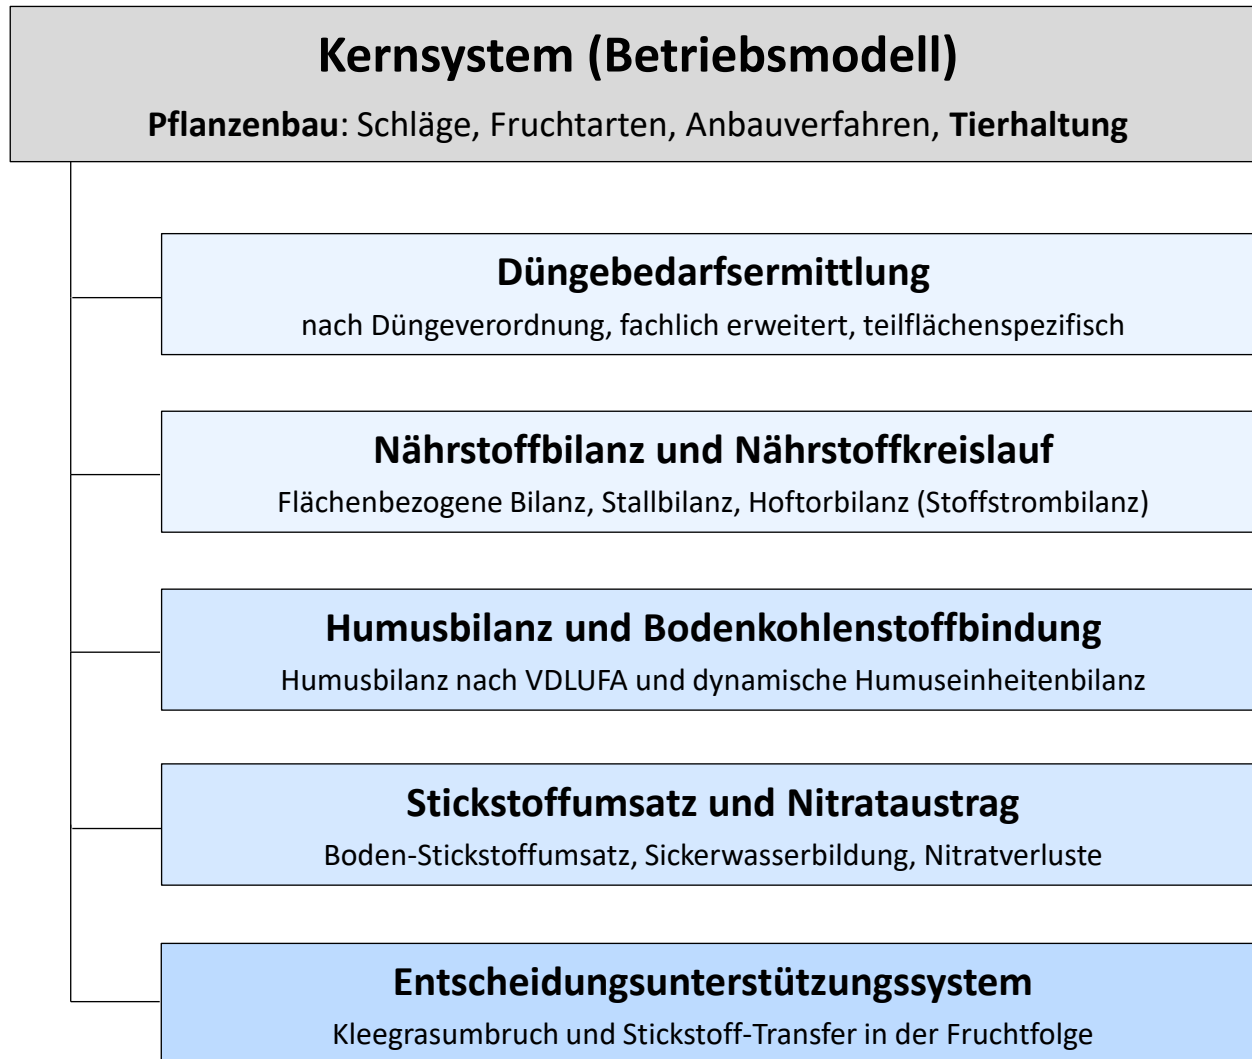 Kernsystem (Betriebsmodell)
Pflanzenbau: Schläge, Fruchtarten, Anbauverfahren, Tierhaltung
Düngebedarfsermittlung
nach Düngeverordnung, fachlich erweitert, teilflächenspezifisch
Nährstoffbilanz und Nährstoffkreislauf
Flächenbezogene Bilanz, Stallbilanz, Hoftorbilanz (Stoffstrombilanz)
Humusbilanz und Bodenkohlenstoffbindung
Humusbilanz nach VDLUFA und dynamische Humuseinheitenbilanz
Stickstoffumsatz und Nitrataustrag
Boden-Stickstoffumsatz, Sickerwasserbildung, Nitratverluste
Entscheidungsunterstützungssystem
Kleegrasumbruch und Stickstoff-Transfer in der Fruchtfolge